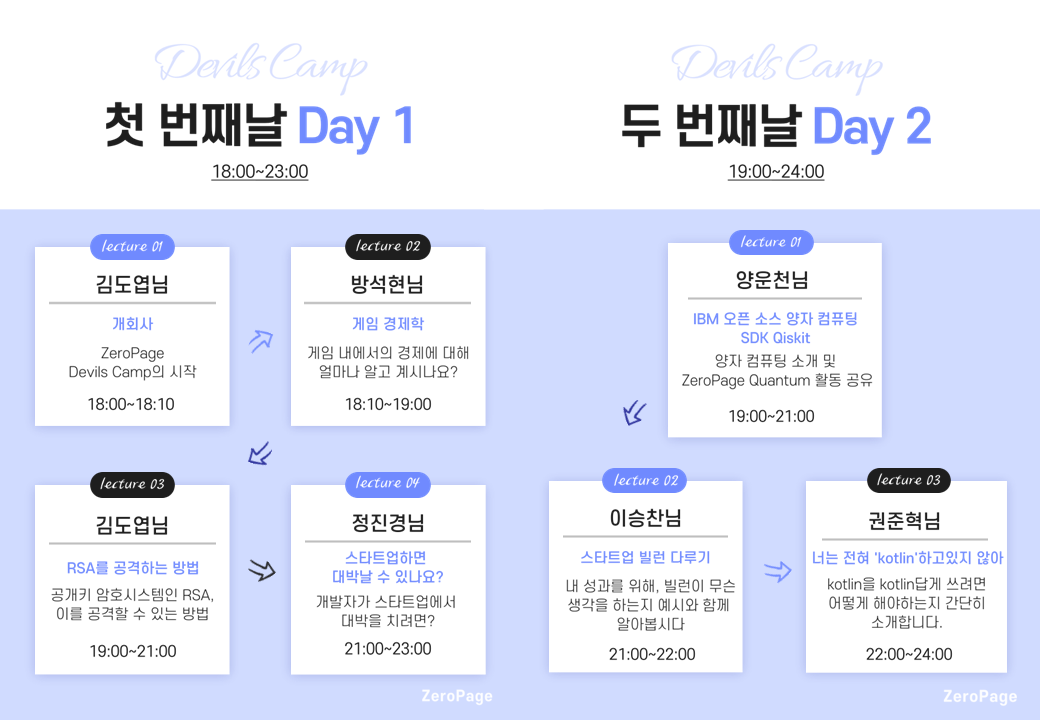 Devils Camp
첫 번째날 Day 1
18:00~23:00
lecture 01
김도엽님
개회사
ZeroPage
Devils Camp의 시작
18:00~18:10
lecture 02
방석현님
게임 경제학
게임 내에서의 경제에 대해
얼마나 알고 계시나요?
18:10~19:00
lecture 03
김도엽님
RSA를 공격하는 방법
공개키 암호시스템인 RSA,
이를 공격할 수 있는 방법
19:00~21:00
lecture 04
정진경님
스타트업하면
대박날 수 있나요?
개발자가 스타트업에서
대박을 치려면?
21:00~23:00
ZeroPage
Devils Camp
두 번째날 Day 2
19:00~24:00
lecture 01
양운천님
IBM 오픈 소스 양자 컴퓨팅
SDK Qiskit
양자 컴퓨팅 소개 및
ZeroPage Quantum 활동 공유
19:00~21:00
lecture 02
이승찬님
스타트업 빌런 다루기
내 성과를 위해, 빌런이 무슨
생각을 하는지 예시와 함께
알아봅시다
21:00~22:00
lecture 03
권준혁님
너는 전혀 'kotlin'하고있지 않아
kotlin을 kotlin답게 쓰려면
어떻게 해야하는지 간단히
소개합니다.
22:00~24:00
ZeroPage